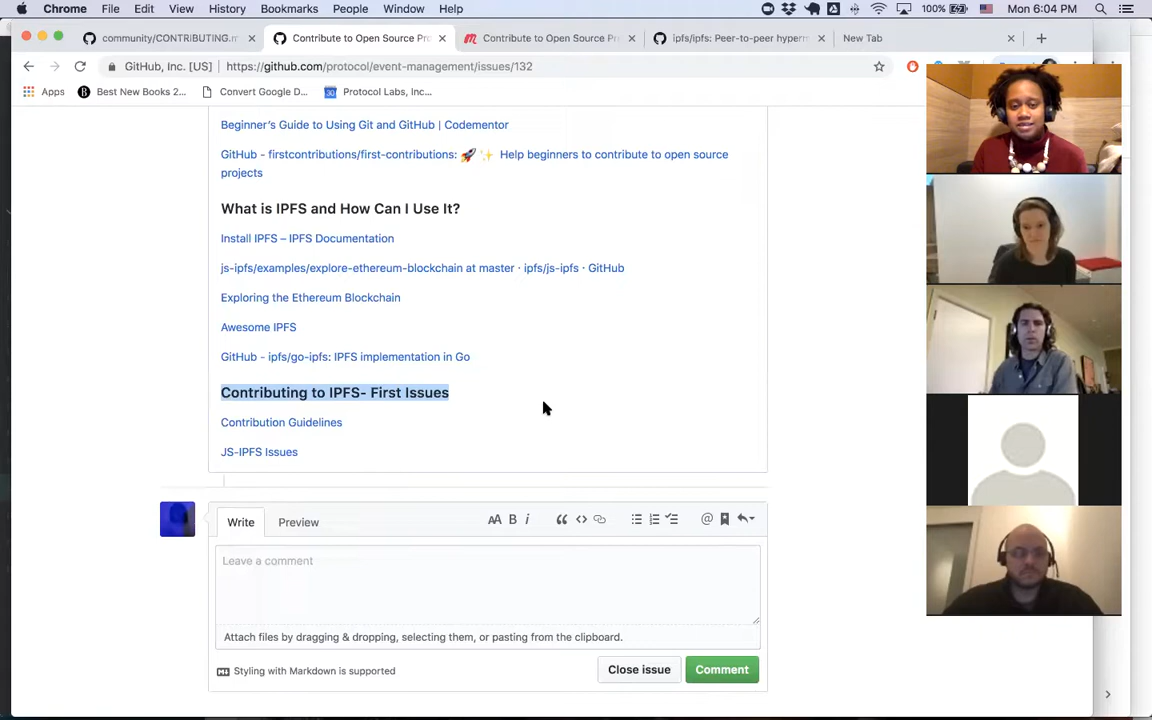 Chrome File Edit View History Bookmarks People Window Help 100% Mon 6:04 PM
community/CONTRIBUTING.m Contribute to Open Source Pro Contribute to Open Source Pr ipfs/ipfs: Peer-to-peer hyperm New Tab
GitHub, Inc. [US] https://github.com/protocol/event-management/issues/132
Apps Best New Books 2... Convert Google D... 30 Protocol Labs, Inc...
Beginner's Guide to Using Git and GitHub | Codementor
GitHub - firstcontributions/first-contributions: 🚀 ✨ Help beginners to contribute to open source
projects
What is IPFS and How Can I Use It?
Install IPFS – IPFS Documentation
js-ipfs/examples/explore-ethereum-blockchain at master · ipfs/js-ipfs · GitHub
Exploring the Ethereum Blockchain
Awesome IPFS
GitHub - ipfs/go-ipfs: IPFS implementation in Go
Contributing to IPFS- First Issues
Contribution Guidelines
JS-IPFS Issues
Write Preview AA B i
Leave a comment
Attach files by dragging & dropping, selecting them, or pasting from the clipboard.
Styling with Markdown is supported Close issue Comment